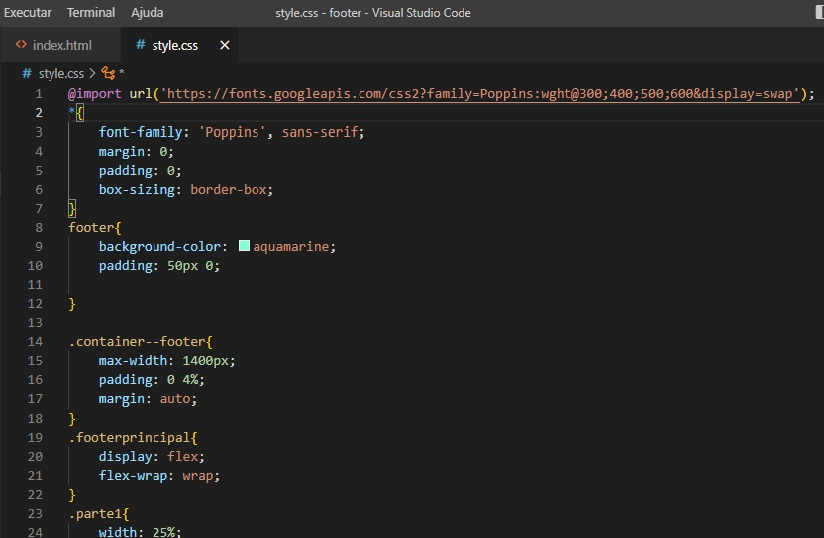 Executar Terminal Ajuda style.css - footer - Visual Studio Code
<> index.html # style.css ×
# style.css > *
1 @import url('https://fonts.googleapis.com/css2?family=Poppins:wght@300;400;500;600&display=swap');
2 *{
3 font-family: 'Poppins', sans-serif;
4 margin: 0;
5 padding: 0;
6 box-sizing: border-box;
7 }
8 footer{
9 background-color: aquamarine;
10 padding: 50px 0;
11
12 }
13
14 .container--footer{
15 max-width: 1400px;
16 padding: 0 4%;
17 margin: auto;
18 }
19 .footerprincipal{
20 display: flex;
21 flex-wrap: wrap;
22 }
23 .parte1{
24 width: 25%;